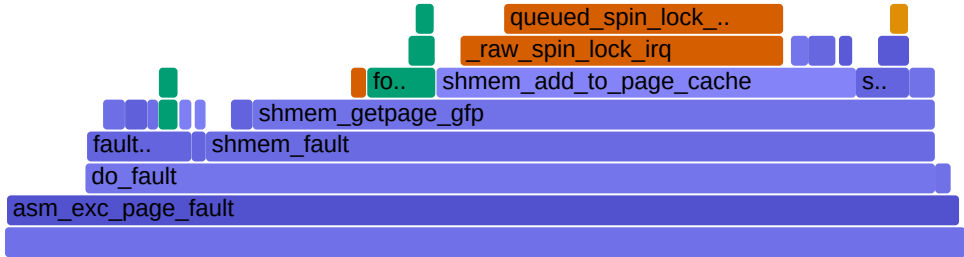 queued_spin_lock_..
_raw_spin_lock_irq
fo.. shmem_add_to_page_cache s..
shmem_getpage_gfp
fault.. shmem_fault
do_fault
asm_exc_page_fault